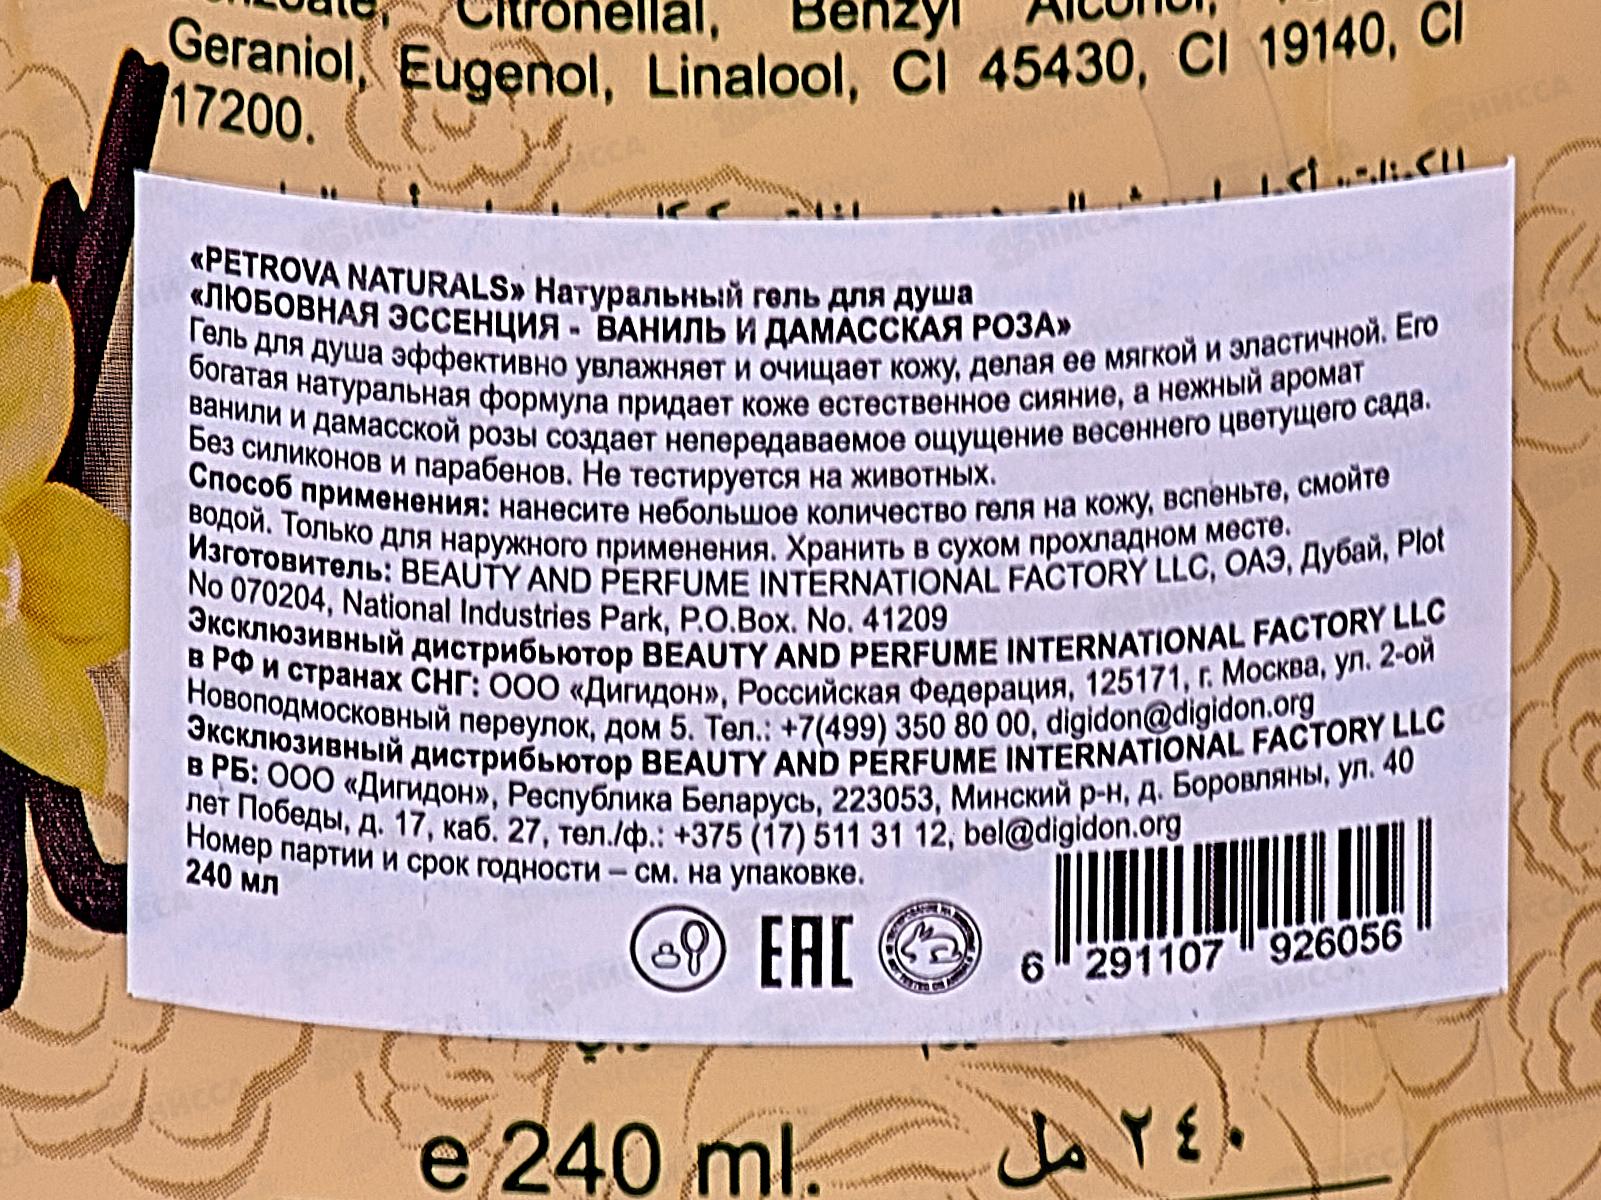 Citronellal, Benzyl
Geraniol, Eugenol, Linalool, CI 45430, CI 19140, CI
17200.
«PETROVA NATURALS» Натуральный гель для душа
«ЛЮБОВНАЯ ЭССЕНЦИЯ - ВАНИЛЬ И ДАМАССКАЯ РОЗА»
Гель для душа эффективно увлажняет и очищает кожу, делая ее мягкой и эластичной. Его
богатая натуральная формула придает коже естественное сияние, а нежный аромат
ванили и дамасской розы создает непередаваемое ощущение весеннего цветущего сада.
Без силиконов и парабенов. Не тестируется на животных.
Способ применения: нанесите небольшое количество геля на кожу, вспеньте, смойте
водой. Только для наружного применения. Хранить в сухом прохладном месте.
Изготовитель: BEAUTY AND PERFUME INTERNATIONAL FACTORY LLC, ОАЭ, Дубай, Plot
No 070204, National Industries Park, P.O.Box. No. 41209
Эксклюзивный дистрибьютор BEAUTY AND PERFUME INTERNATIONAL FACTORY LLC
в РФ и странах СНГ: ООО «Дигидон», Российская Федерация, 125171, г. Москва, ул. 2-ой
Новоподмосковный переулок, дом 5. Тел.: +7(499) 350 80 00, digidon@digidon.org
Эксклюзивный дистрибьютор BEAUTY AND PERFUME INTERNATIONAL FACTORY LLC
в РБ: ООО «Дигидон», Республика Беларусь, 223053, Минский р-н, д. Боровляны, ул. 40
лет Победы, д. 17, каб. 27, тел./ф.: +375 (17) 511 31 12, bel@digidon.org
Номер партии и срок годности – см. на упаковке.
240 мл
EAC
6 291107 926056
e 240 ml. ٢٤٠ مل